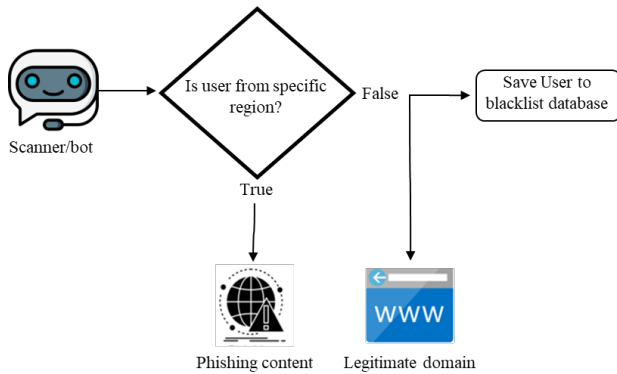 Is user from specific
region?
False
Save User to
blacklist database
Scanner/bot
True
WWW
Phishing content
Legitimate domain